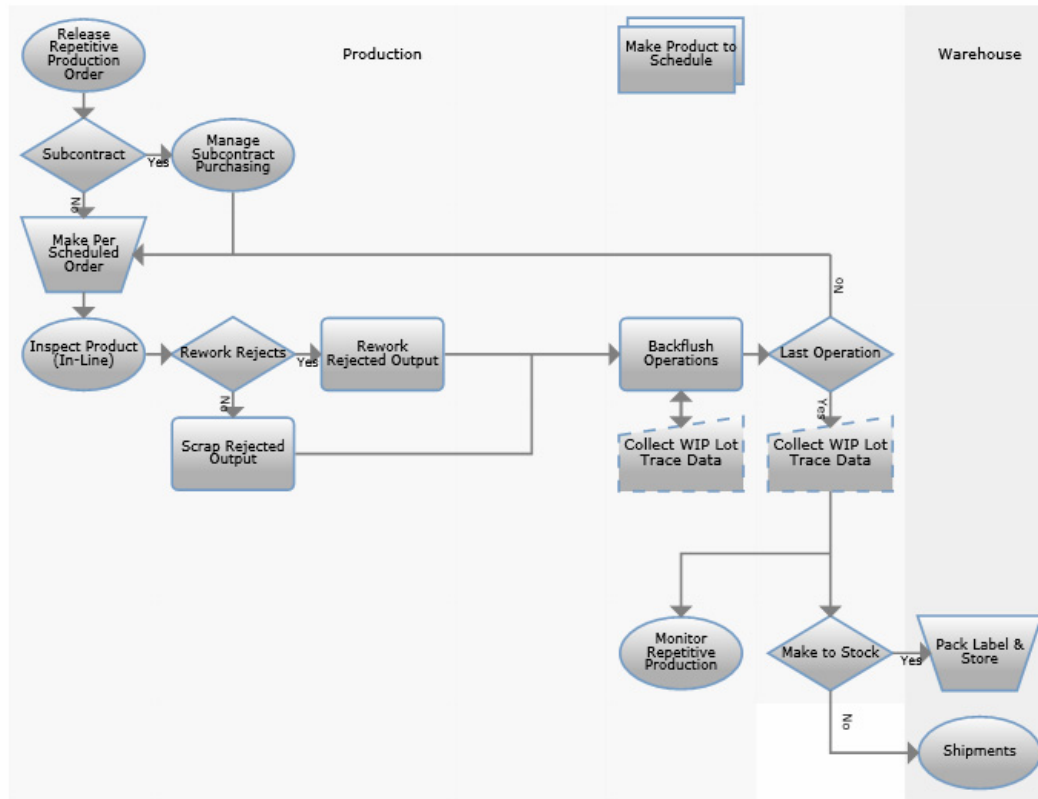 Release
Repetitive
Production
Order
Production
Make Product to
Schedule
Warehouse
Subcontract
Yes
Manage
Subcontract
Purchasing
No
Make Per
Scheduled
Order
No
Inspect Product
(In-Line)
Rework Rejects
Yes
Rework
Rejected Output
Backflush
Operations
Last Operation
No
Yes
Scrap Rejected
Output
Collect WIP Lot
Trace Data
Collect WIP Lot
Trace Data
Monitor
Repetitive
Production
Make to Stock
Yes
Pack Label &
Store
No
Shipments